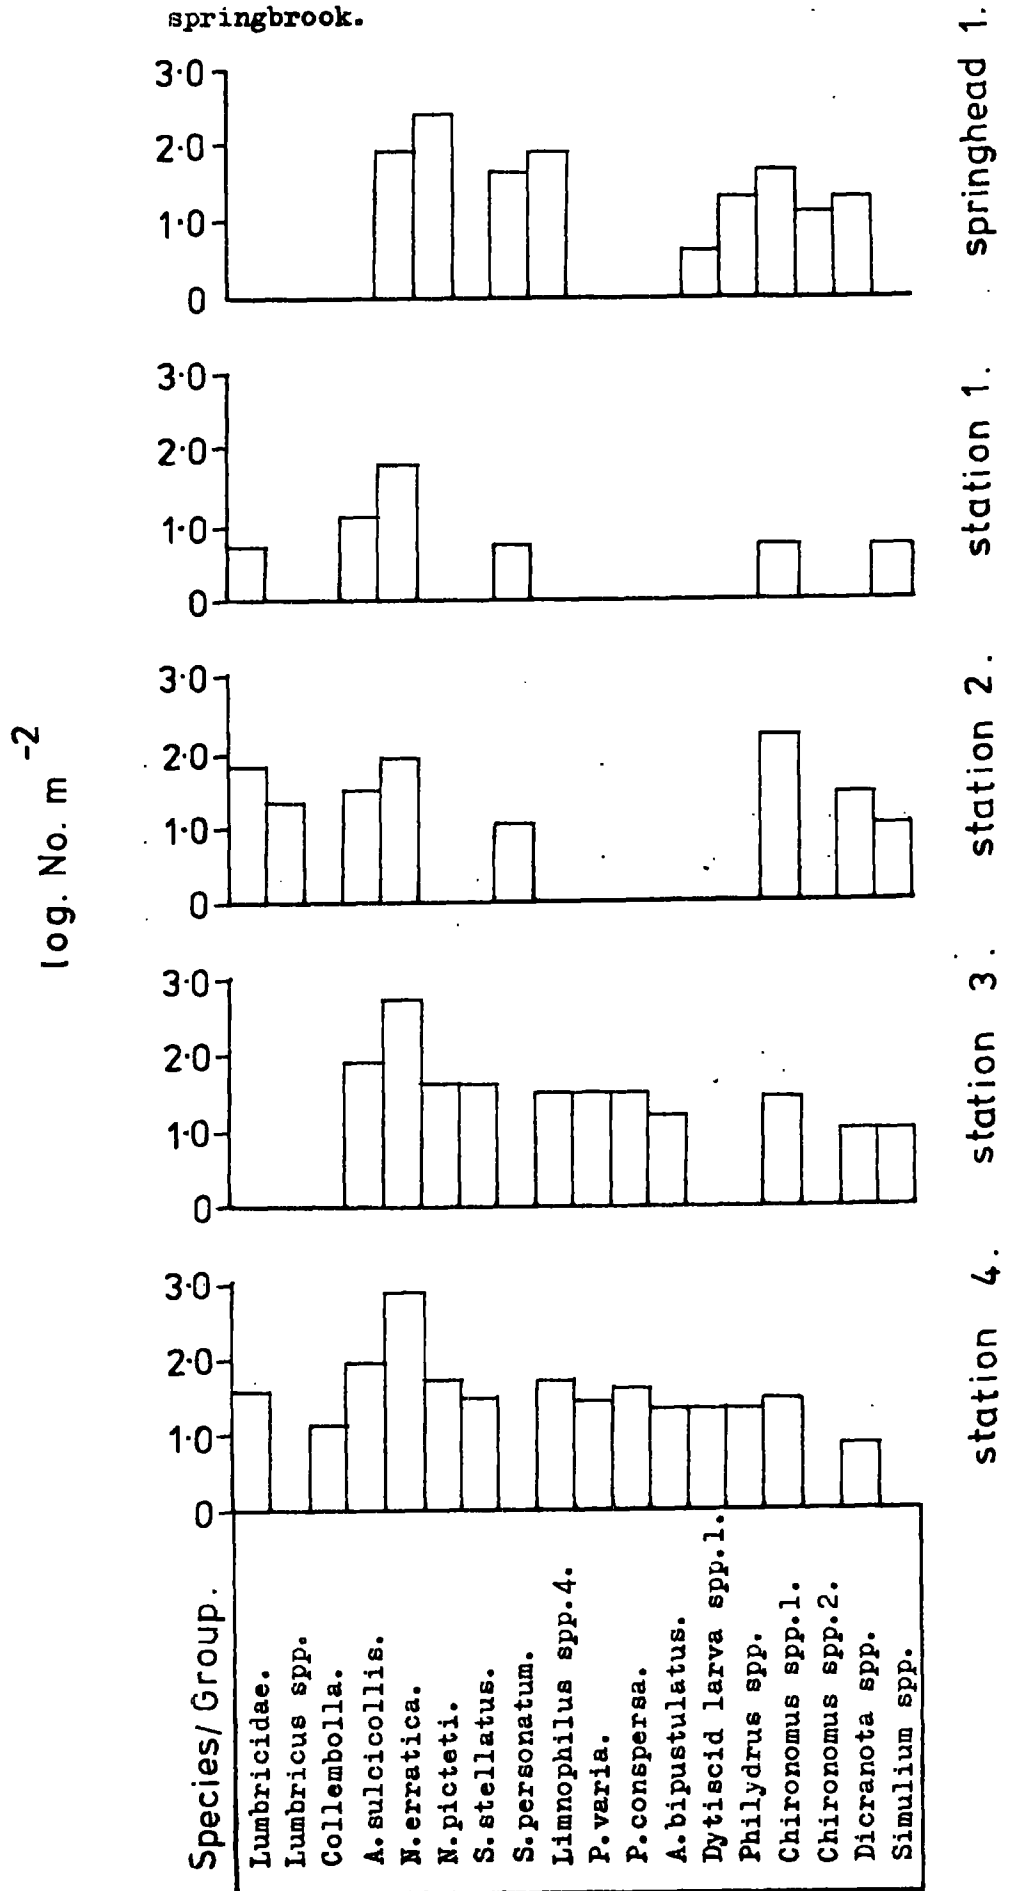 springbrook.
3·0
2·0
1·0
0
springhead 1.
3·0
2·0
1·0
0
station 1.
3·0
2·0
1·0
0
station 2.
log. No. m -2
3·0
2·0
1·0
0
station 3.
3·0
2·0
1·0
0
station 4.
Species/Group.
Lumbricidae.
Lumbricus spp.
Collembolla.
A.sulcicollis.
N.erratica.
N.picteti.
S.stellatus.
S.personatum.
Limnophilus spp.4.
P.varia.
P.conspersa.
A.bipustulatus.
Dytiscid larva spp.1.
Philydrus spp.
Chironomus spp.1.
Chironomus spp.2.
Dicranota spp.
Simulium spp.